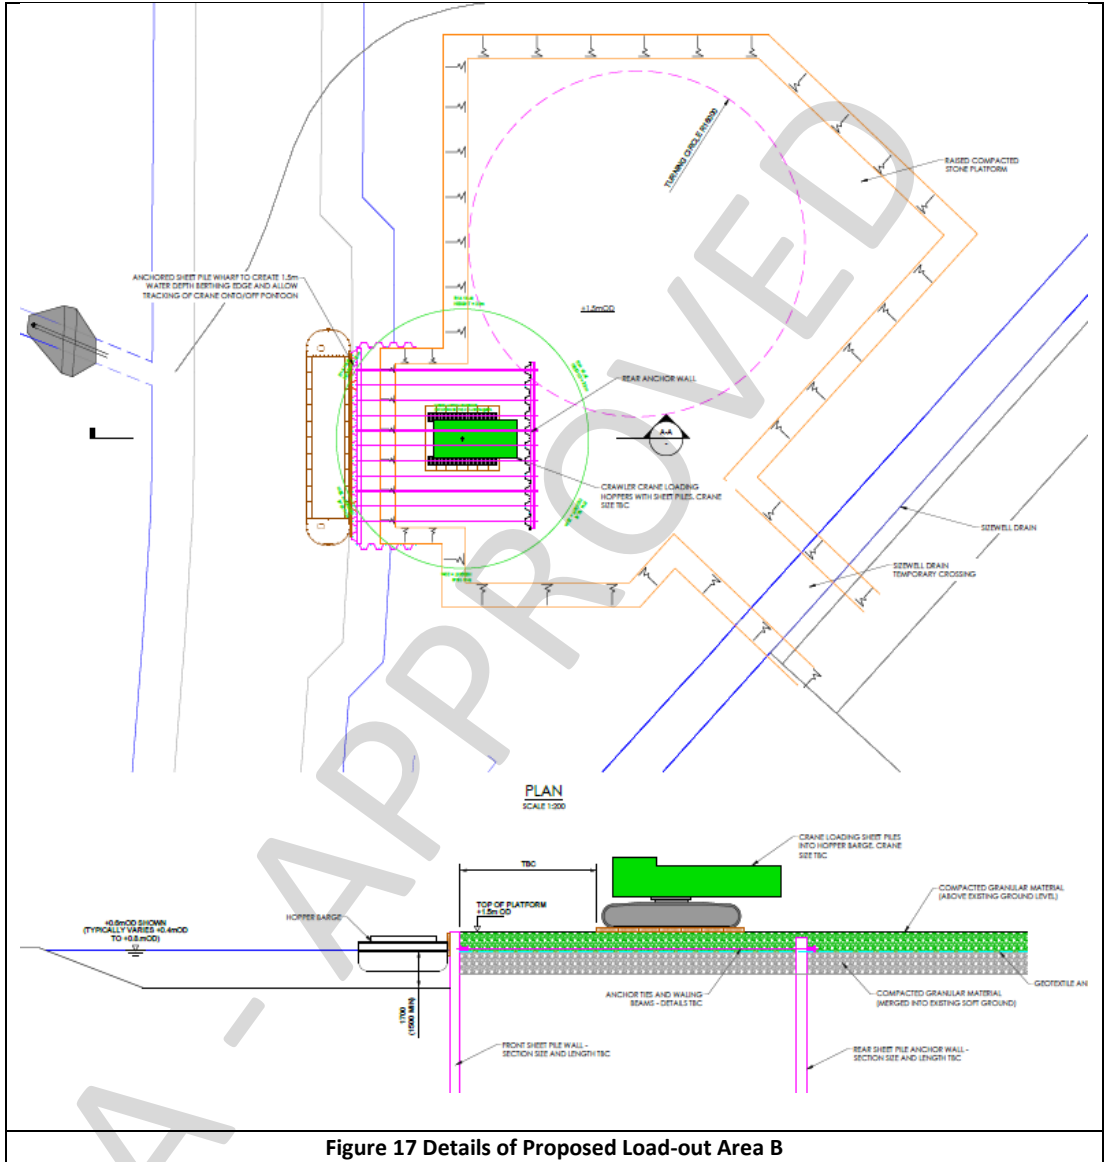 TURNING CIRCLE R18000
RAISED COMPACTED
STONE PLATFORM
ANCHORED SHEET PILE WHARF TO CREATE 1.5m
WATER DEPTH BERTHING EDGE AND ALLOW
TRACKING OF CRANE ONTO/OFF PONTOON
+1.5mOD
REAR ANCHOR WALL
A-A
-
CRAWLER CRANE LOADING
HOPPERS WITH SHEET PILES. CRANE
SIZE TBC
SIZEWELL DRAIN
SIZEWELL DRAIN
TEMPORARY CROSSING
PLAN
SCALE 1:200
CRANE LOADING SHEET PILES
INTO HOPPER BARGE. CRANE
SIZE TBC
TBC
COMPACTED GRANULAR MATERIAL
(ABOVE EXISTING GROUND LEVEL)
TOP OF PLATFORM
+1.5m OD
HOPPER BARGE
+0.6mOD SHOWN
(TYPICALLY VARIES +0.4mOD
TO +0.8.mOD)
GEOTEXTILE AN
ANCHOR TIES AND WALING
BEAMS - DETAILS TBC
COMPACTED GRANULAR MATERIAL
(MERGED INTO EXISTING SOFT GROUND)
1700
(1500 MIN)
FRONT SHEET PILE WALL -
SECTION SIZE AND LENGTH TBC
REAR SHEET PILE ANCHOR WALL -
SECTION SIZE AND LENGTH TBC
A - APPROVED
Figure 17 Details of Proposed Load-out Area B